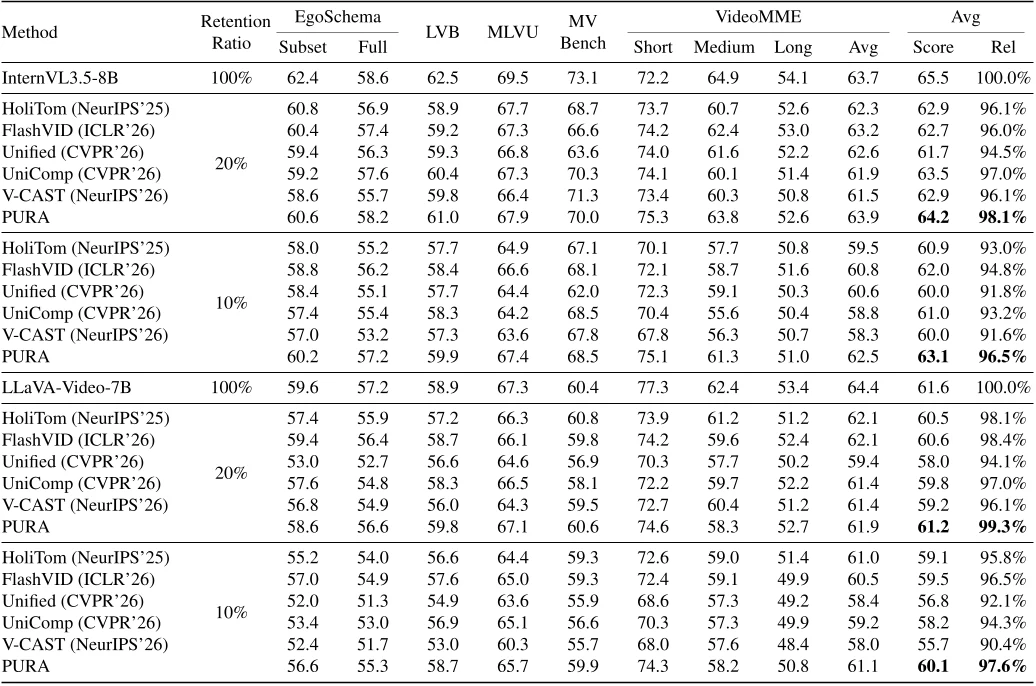 Method Retention Ratio EgoSchema LVB MLVU MV Bench VideoMME Avg
Subset Full Short Medium Long Avg Score Rel
InternVL3.5-8B 100% 62.4 58.6 62.5 69.5 73.1 72.2 64.9 54.1 63.7 65.5 100.0%
HoliTom (NeurIPS'25) 60.8 56.9 58.9 67.7 68.7 73.7 60.7 52.6 62.3 62.9 96.1%
FlashVID (ICLR'26) 60.4 57.4 59.2 67.3 66.6 74.2 62.4 53.0 63.2 62.7 96.0%
Unified (CVPR'26) 59.4 56.3 59.3 66.8 63.6 74.0 61.6 52.2 62.6 61.7 94.5%
20%
UniComp (CVPR'26) 59.2 57.6 60.4 67.3 70.3 74.1 60.1 51.4 61.9 63.5 97.0%
V-CAST (NeurIPS'26) 58.6 55.7 59.8 66.4 71.3 73.4 60.3 50.8 61.5 62.9 96.1%
PURA 60.6 58.2 61.0 67.9 70.0 75.3 63.8 52.6 63.9 64.2 98.1%
HoliTom (NeurIPS'25) 58.0 55.2 57.7 64.9 67.1 70.1 57.7 50.8 59.5 60.9 93.0%
FlashVID (ICLR'26) 58.8 56.2 58.4 66.6 68.1 72.1 58.7 51.6 60.8 62.0 94.8%
Unified (CVPR'26) 58.4 55.1 57.7 64.4 62.0 72.3 59.1 50.3 60.6 60.0 91.8%
10%
UniComp (CVPR'26) 57.4 55.4 58.3 64.2 68.5 70.4 55.6 50.4 58.8 61.0 93.2%
V-CAST (NeurIPS'26) 57.0 53.2 57.3 63.6 67.8 67.8 56.3 50.7 58.3 60.0 91.6%
PURA 60.2 57.2 59.9 67.4 68.5 75.1 61.3 51.0 62.5 63.1 96.5%
LLaVA-Video-7B 100% 59.6 57.2 58.9 67.3 60.4 77.3 62.4 53.4 64.4 61.6 100.0%
HoliTom (NeurIPS'25) 57.4 55.9 57.2 66.3 60.8 73.9 61.2 51.2 62.1 60.5 98.1%
FlashVID (ICLR'26) 59.4 56.4 58.7 66.1 59.8 74.2 59.6 52.4 62.1 60.6 98.4%
Unified (CVPR'26) 53.0 52.7 56.6 64.6 56.9 70.3 57.7 50.2 59.4 58.0 94.1%
20%
UniComp (CVPR'26) 57.6 54.8 58.3 66.5 58.1 72.2 59.7 52.2 61.4 59.8 97.0%
V-CAST (NeurIPS'26) 56.8 54.9 56.0 64.3 59.5 72.7 60.4 51.2 61.4 59.2 96.1%
PURA 58.6 56.6 59.8 67.1 60.6 74.6 58.3 52.7 61.9 61.2 99.3%
HoliTom (NeurIPS'25) 55.2 54.0 56.6 64.4 59.3 72.6 59.0 51.4 61.0 59.1 95.8%
FlashVID (ICLR'26) 57.0 54.9 57.6 65.0 59.3 72.4 59.1 49.9 60.5 59.5 96.5%
Unified (CVPR'26) 52.0 51.3 54.9 63.6 55.9 68.6 57.3 49.2 58.4 56.8 92.1%
10%
UniComp (CVPR'26) 53.4 53.0 56.9 65.1 56.6 70.3 57.3 49.9 59.2 58.2 94.3%
V-CAST (NeurIPS'26) 52.4 51.7 53.0 60.3 55.7 68.0 57.6 48.4 58.0 55.7 90.4%
PURA 56.6 55.3 58.7 65.7 59.9 74.3 58.2 50.8 61.1 60.1 97.6%